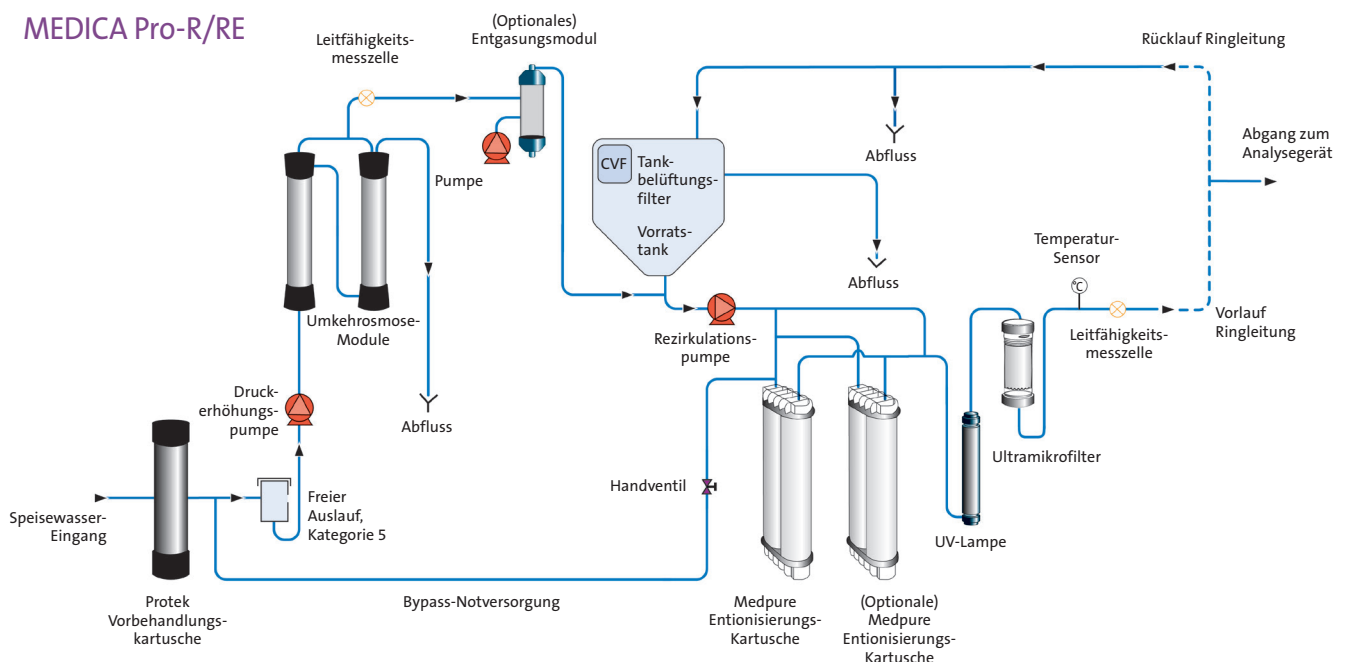 MEDICA Pro-R/RE
Leitfähigkeits-
messzelle
(Optionales)
Entgasungsmodul
Rücklauf Ringleitung
Pumpe
CVF
Tank-
belüftungs-
filter
Vorrats-
tank
Abfluss
Abfluss
Abgang zum
Analysegerät
Temperatur-
Sensor
°C
Leitfähigkeits-
messzelle
Vorlauf
Ringleitung
Umkehrosmose-
Module
Rezirkulations-
pumpe
Druck-
erhöhungs-
pumpe
Abfluss
Ultramikrofilter
Handventil
Speisewasser-
Eingang
Freier
Auslauf,
Kategorie 5
UV-Lampe
Protek
Vorbehandlungs-
kartusche
Bypass-Notversorgung
Medpure
Entionisierungs-
Kartusche
(Optionale)
Medpure
Entionisierungs-
Kartusche